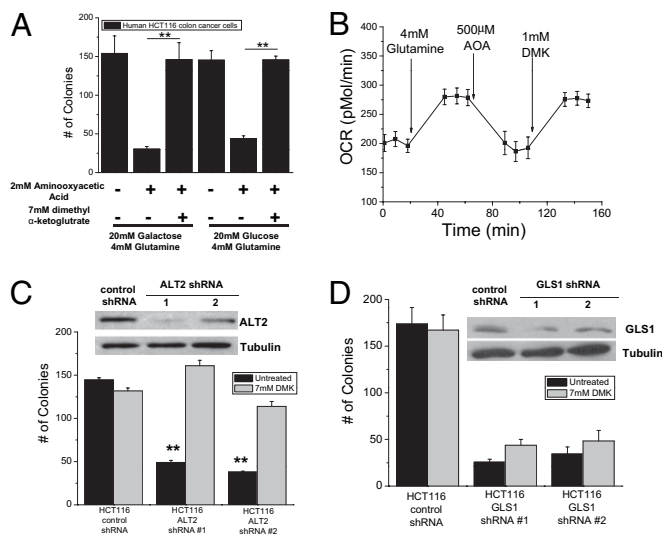 A
Human HCT116 colon cancer cells
**
**
# of Colonies
200
150
100
50
0
2mM Aminooxyacetic Acid
- + + - + +
7mM dimethyl α-ketoglutrate
- - + - - +
20mM Galactose
4mM Glutamine
20mM Glucose
4mM Glutamine
B
4mM
Glutamine
500µM
AOA
1mM
DMK
OCR (pMol/min)
400
350
300
250
200
150
100
0 40 80 120 160
Time (min)
C
control
shRNA
ALT2 shRNA
1 2
ALT2
Tubulin
Untreated
7mM DMK
# of Colonies
200
150
100
50
0
**
**
HCT116
control
shRNA
HCT116
ALT2
shRNA #1
HCT116
ALT2
shRNA #2
D
control
shRNA
GLS1 shRNA
1 2
GLS1
Tubulin
Untreated
7mM DMK
# of Colonies
200
150
100
50
0
HCT116
control
shRNA
HCT116
GLS1
shRNA #1
HCT116
GLS1
shRNA #2